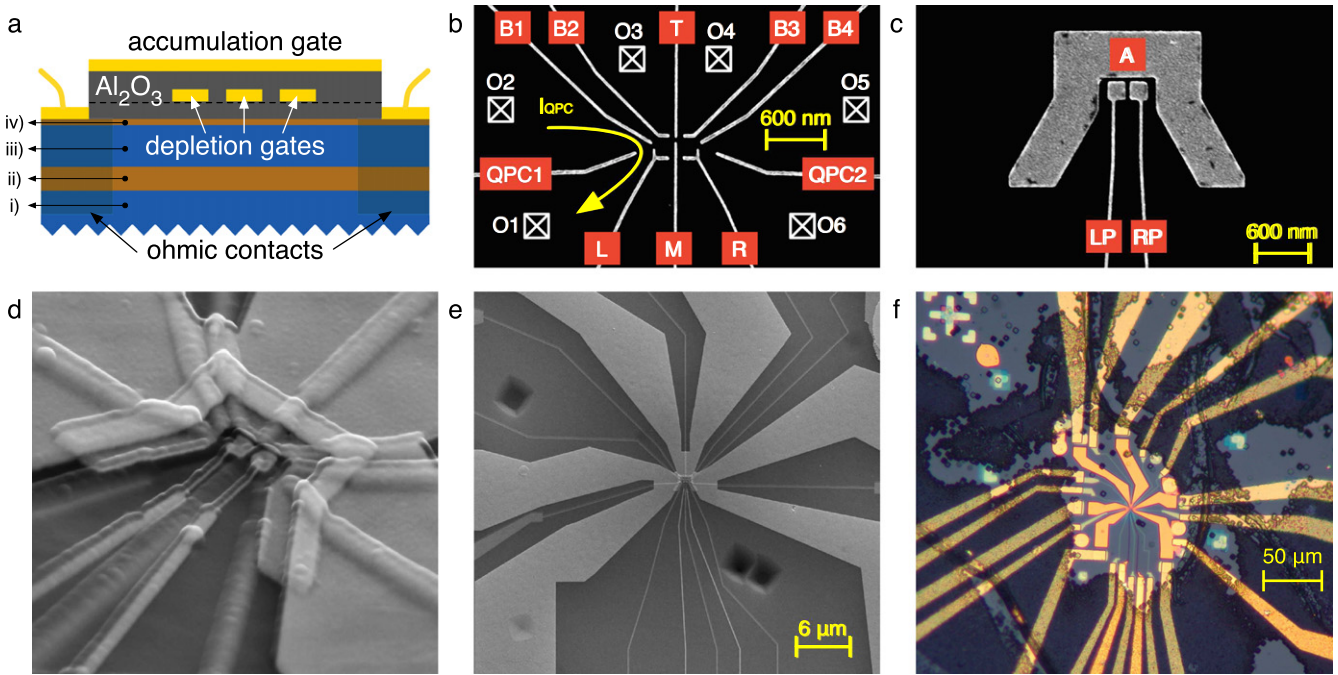 a
accumulation gate
Al2O3
depletion gates
iv)
iii)
ii)
i)
ohmic contacts
b
B1
B2
O3
T
O4
B3
B4
O2
IQPC
O5
600 nm
QPC1
QPC2
O1
O6
L
M
R
c
A
LP
RP
600 nm
d
e
6 μm
f
50 μm